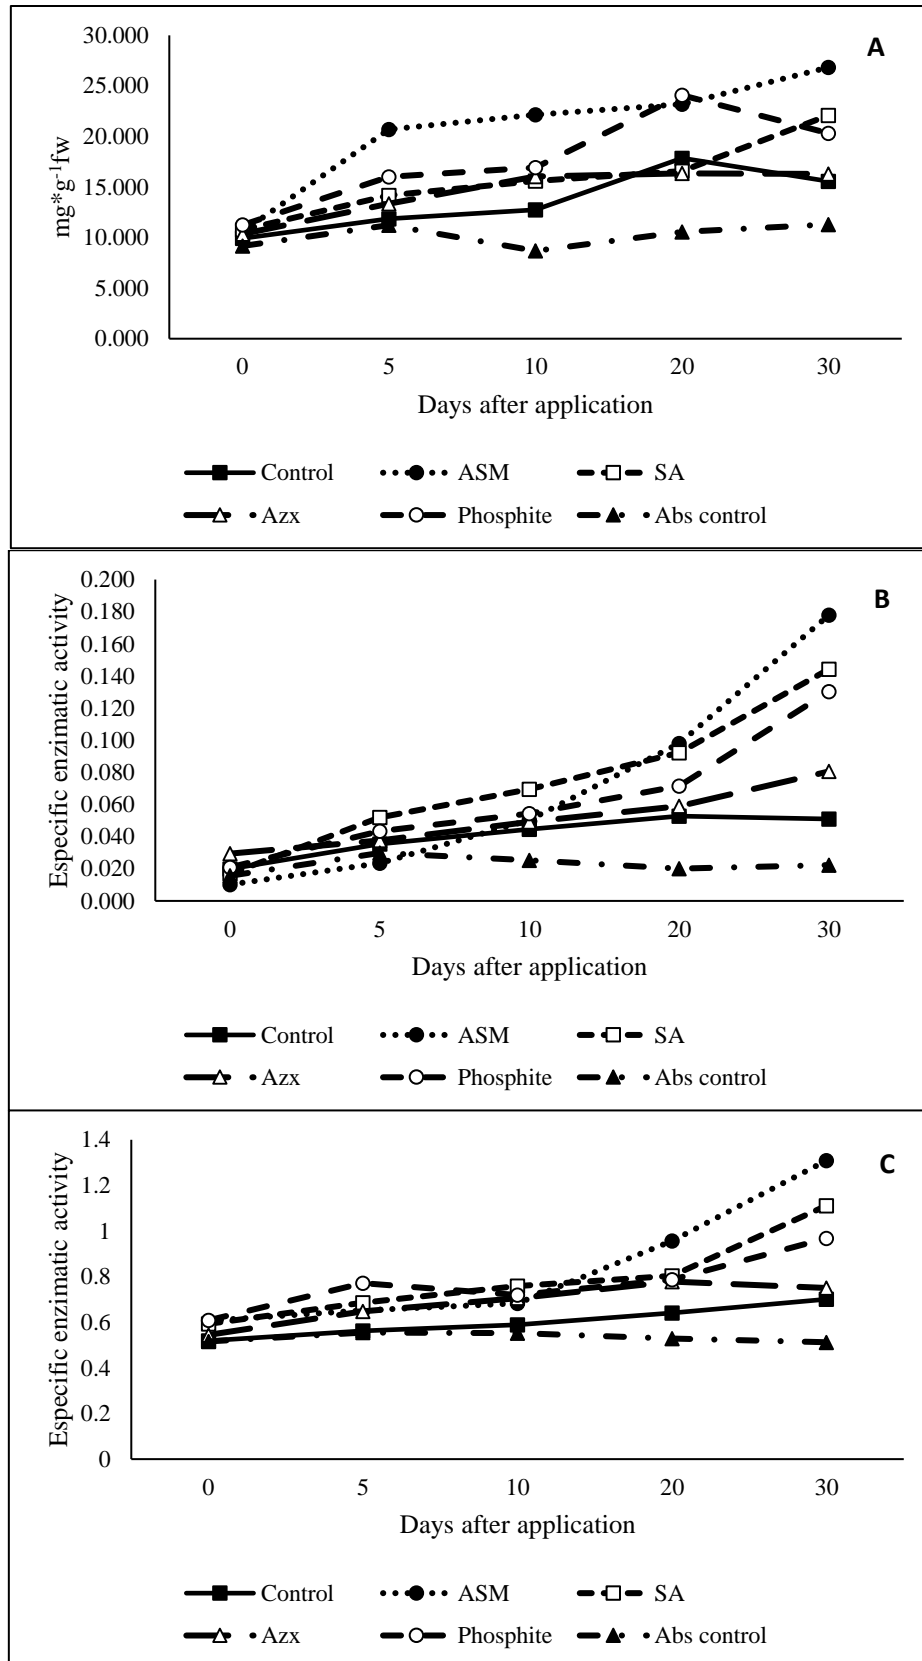 A
30.000
25.000
20.000
15.000
10.000
5.000
0.000
mg*g⁻¹fw
0 5 10 20 30
Days after application
Control ASM SA
Azx Phosphite Abs control
B
0.200
0.180
0.160
0.140
0.120
0.100
0.080
0.060
0.040
0.020
0.000
Especific enzimatic activity
0 5 10 20 30
Days after application
Control ASM SA
Azx Phosphite Abs control
C
1.4
1.2
1
0.8
0.6
0.4
0.2
0
Especific enzymatic activity
0 5 10 20 30
Days after application
Control ASM SA
Azx Phosphite Abs control